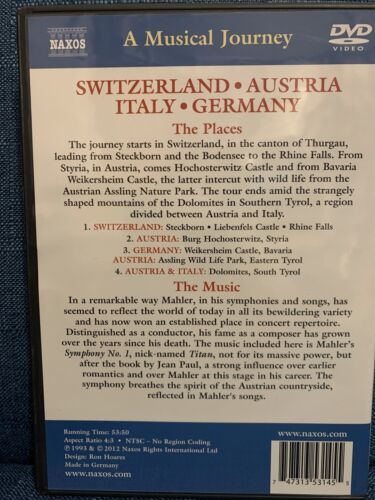 NAXOS
A Musical Journey
DVD
VIDEO
SWITZERLAND • AUSTRIA
ITALY • GERMANY
The Places
The journey starts in Switzerland, in the canton of Thurgau,
leading from Steckborn and the Bodensee to the Rhine Falls. From
Styria, in Austria, comes Hochosterwitz Castle and from Bavaria
Weikersheim Castle, the latter intercut with wild life from the
Austrian Assling Nature Park. The tour ends amid the strangely
shaped mountains of the Dolomites in Southern Tyrol, a region
divided between Austria and Italy.
1. SWITZERLAND: Steckborn • Liebenfels Castle • Rhine Falls
2. AUSTRIA: Burg Hochosterwitz, Styria
3. GERMANY: Weikersheim Castle, Bavaria
AUSTRIA: Assling Wild Life Park, Eastern Tyrol
4. AUSTRIA & ITALY: Dolomites, South Tyrol
The Music
In a remarkable way Mahler, in his symphonies and songs, has
seemed to reflect the world of today in all its bewildering variety
and has now won an established place in concert repertoire.
Distinguished as a conductor, his fame as a composer has grown
over the years since his death. The music included here is Mahler's
Symphony No. 1, nick-named Titan, not for its massive power, but
after the book by Jean Paul, a strong influence over earlier
romantics and over Mahler at this stage in his career. The
symphony breathes the spirit of the Austrian countryside,
reflected in Mahler's songs.
Running Time: 53:50
Aspect Ratio 4:3 • NTSC – No Region Coding
℗ 1993 & © 2012 Naxos Rights International Ltd
Design: Ron Hoares
Made in Germany
www.naxos.com
www.naxos.com
7 47313 53145 5